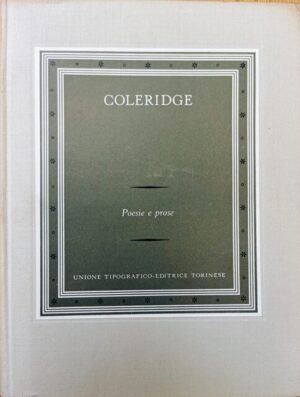 COLERIDGE
Poesie e prose
UNIONE TIPOGRAFICO-EDITRICE TORINESE